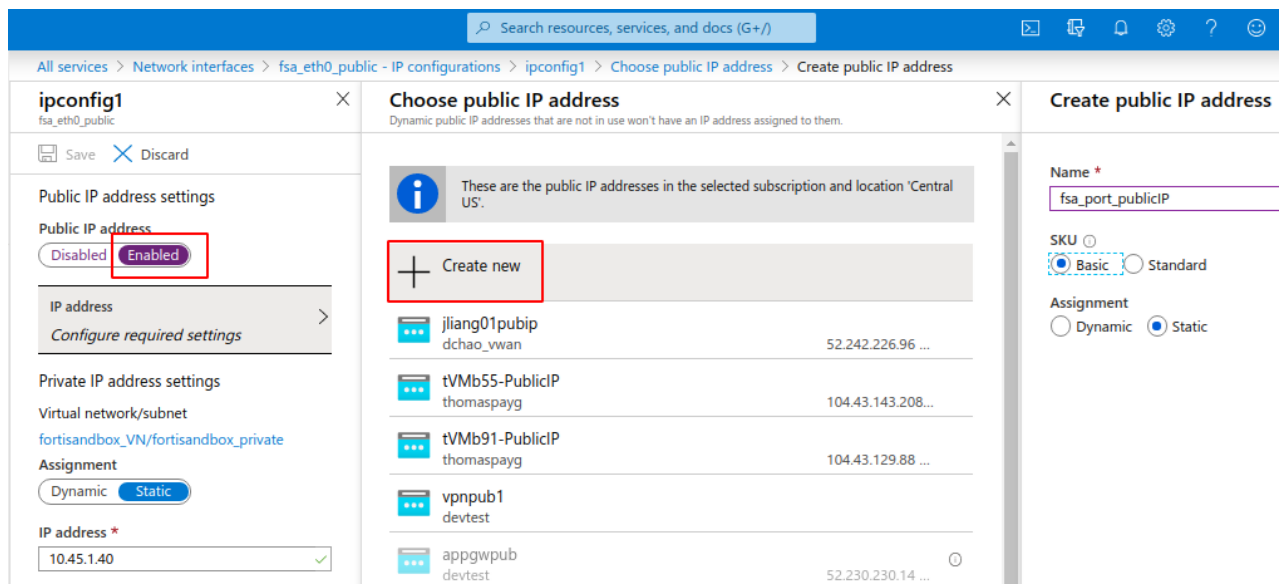 Search resources, services, and docs (G+/)
All services > Network interfaces > fsa_eth0_public - IP configurations > ipconfig1 > Choose public IP address > Create public IP address
ipconfig1
fsa_eth0_public
Save Discard
Public IP address settings
Public IP address
Disabled Enabled
IP address
Configure required settings
Private IP address settings
Virtual network/subnet
fortisandbox_VN/fortisandbox_private
Assignment
Dynamic Static
IP address *
10.45.1.40
Choose public IP address
Dynamic public IP addresses that are not in use won't have an IP address assigned to them.
These are the public IP addresses in the selected subscription and location 'Central
US'.
Create new
jliang01pubip
dchao_vwan 52.242.226.96 ...
tVMb55-PublicIP
thomaspayg 104.43.143.208...
tVMb91-PublicIP
thomaspayg 104.43.129.88 ...
vpnpub1
devtest
appgwpub
devtest 52.230.230.14 ...
Create public IP address
Name *
fsa_port_publicIP
SKU
Basic Standard
Assignment
Dynamic Static